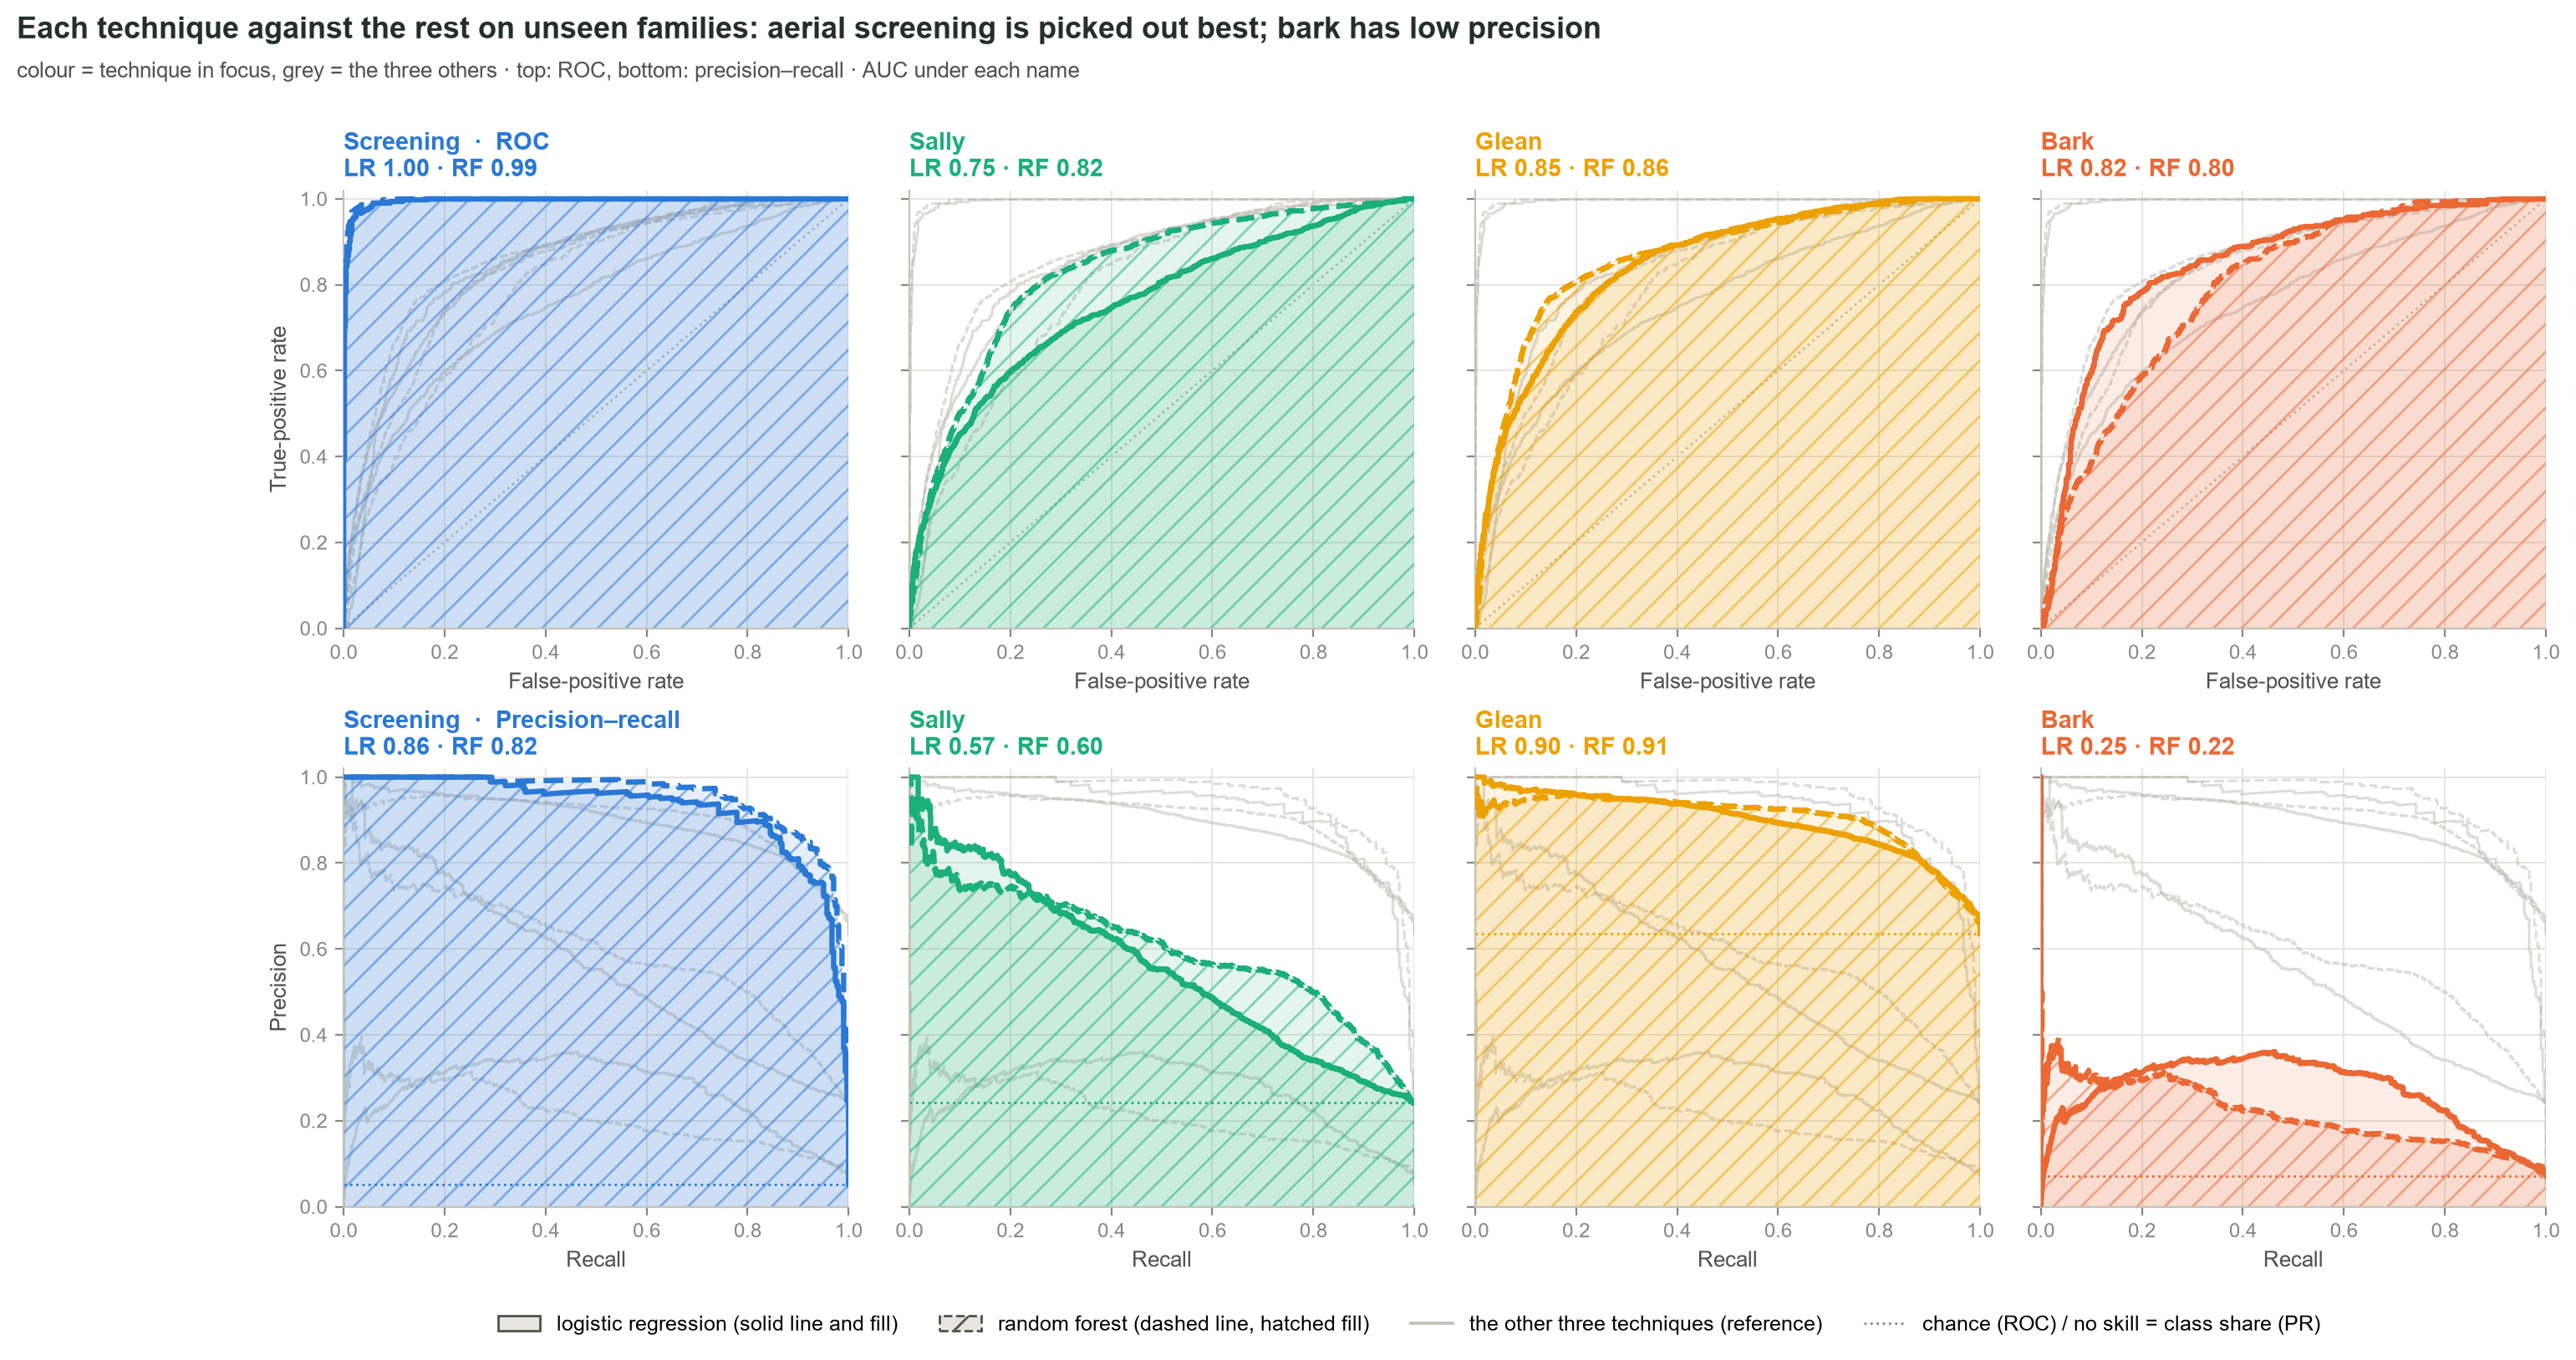 Each technique against the rest on unseen families: aerial screening is picked out best; bark has low precision
colour = technique in focus, grey = the three others · top: ROC, bottom: precision–recall · AUC under each name
Screening · ROC
LR 1.00 · RF 0.99
Sally
LR 0.75 · RF 0.82
Glean
LR 0.85 · RF 0.86
Bark
LR 0.82 · RF 0.80
True-positive rate
1.0
0.8
0.6
0.4
0.2
0.0
0.0 0.2 0.4 0.6 0.8 1.0
0.0 0.2 0.4 0.6 0.8 1.0
0.0 0.2 0.4 0.6 0.8 1.0
0.0 0.2 0.4 0.6 0.8 1.0
False-positive rate
False-positive rate
False-positive rate
False-positive rate
Screening · Precision–recall
LR 0.86 · RF 0.82
Sally
LR 0.57 · RF 0.60
Glean
LR 0.90 · RF 0.91
Bark
LR 0.25 · RF 0.22
Precision
1.0
0.8
0.6
0.4
0.2
0.0
0.0 0.2 0.4 0.6 0.8 1.0
0.0 0.2 0.4 0.6 0.8 1.0
0.0 0.2 0.4 0.6 0.8 1.0
0.0 0.2 0.4 0.6 0.8 1.0
Recall
Recall
Recall
Recall
logistic regression (solid line and fill)
random forest (dashed line, hatched fill)
the other three techniques (reference)
chance (ROC) / no skill = class share (PR)